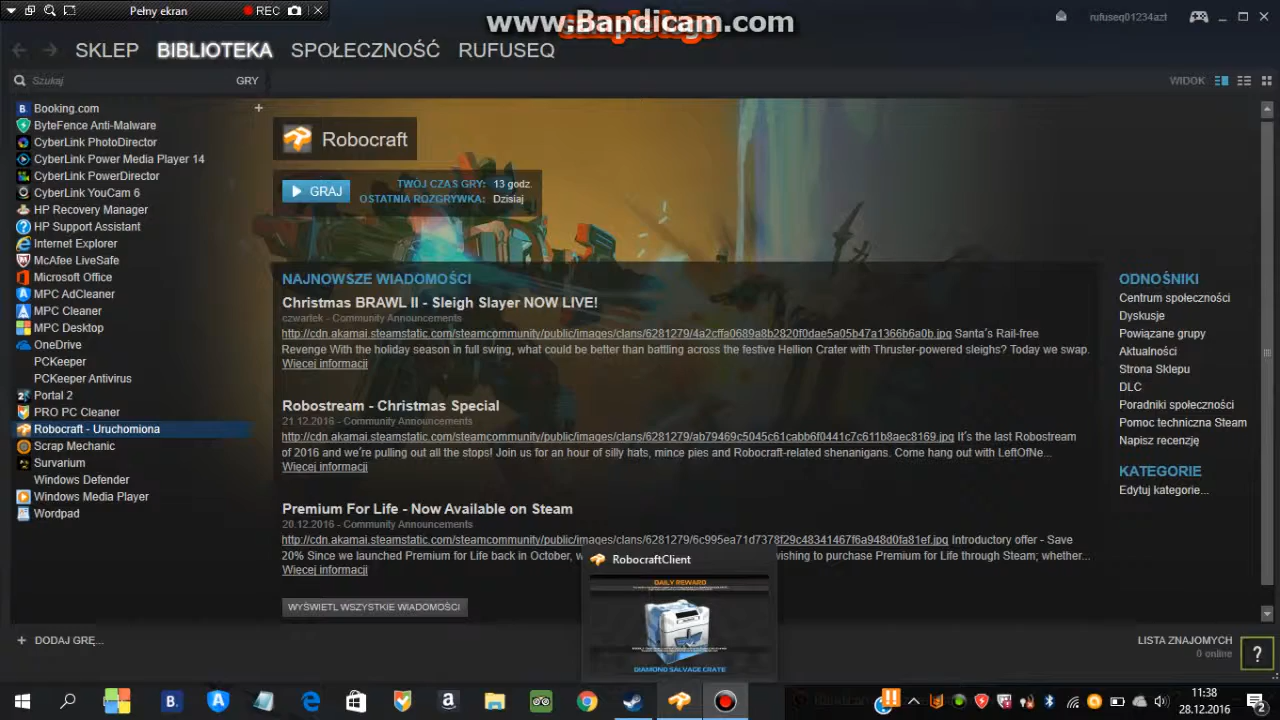 Pełny ekran
REC
www.Bandicam.com
rufuseq01234azt
SKLEP BIBLIOTEKA SPOŁECZNOŚĆ RUFUSEQ
Szukaj
GRY
WIDOK
Booking.com
ByteFence Anti-Malware
CyberLink PhotoDirector
CyberLink Power Media Player 14
CyberLink PowerDirector
CyberLink YouCam 6
HP Recovery Manager
HP Support Assistant
Internet Explorer
McAfee LiveSafe
Microsoft Office
MPC AdCleaner
MPC Cleaner
MPC Desktop
OneDrive
PCKeeper
PCKeeper Antivirus
Portal 2
PRO PC Cleaner
Robocraft - Uruchomiona
Scrap Mechanic
Survarium
Windows Defender
Windows Media Player
Wordpad
Robocraft
GRAJ
TWÓJ CZAS GRY: 13 godz.
OSTATNIA ROZGRYWKA: Dzisiaj
NAJNOWSZE WIADOMOŚCI
Christmas BRAWL II - Sleigh Slayer NOW LIVE!
czwartek - Community Announcements
http://cdn.akamai.steamstatic.com/steamcommunity/public/images/clans/6281279/4a2cffa0689a8b2820f0dae5a05b47a1366b6a0b.jpg Santa's Rail-free
Revenge With the holiday season in full swing, what could be better than battling across the festive Hellion Crater with Thruster-powered sleighs? Today we swap.
Więcej informacji
Robostream - Christmas Special
21.12.2016 - Community Announcements
http://cdn.akamai.steamstatic.com/steamcommunity/public/images/clans/6281279/ab79469c5045c61cabb6f0441c7c611b8aec8169.jpg It's the last Robostream
of 2016 and we're pulling out all the stops! Join us for an hour of silly hats, mince pies and Robocraft-related shenanigans. Come hang out with LeftOfNe...
Więcej informacji
Premium For Life - Now Available on Steam
20.12.2016 - Community Announcements
http://cdn.akamai.steamstatic.com/steamcommunity/public/images/clans/6281279/6c995ea71d7378f29c48341467f6a948d0fa81ef.jpg Introductory offer - Save
20% Since we launched Premium for Life back in October, wishing to purchase Premium for Life through Steam; whether...
Więcej informacji
WYŚWIETL WSZYSTKIE WIADOMOŚCI
ODNOŚNIKI
Centrum społeczności
Dyskusje
Powiązane grupy
Aktualności
Strona Sklepu
DLC
Poradniki społeczności
Pomoc techniczna Steam
Napisz recenzję
KATEGORIE
Edytuj kategorie...
RobocraftClient
DAILY REWARD
DIAMOND SALVAGE CRATE
DODAJ GRĘ...
LISTA ZNAJOMYCH
0 online
11:38
28.12.2016
2